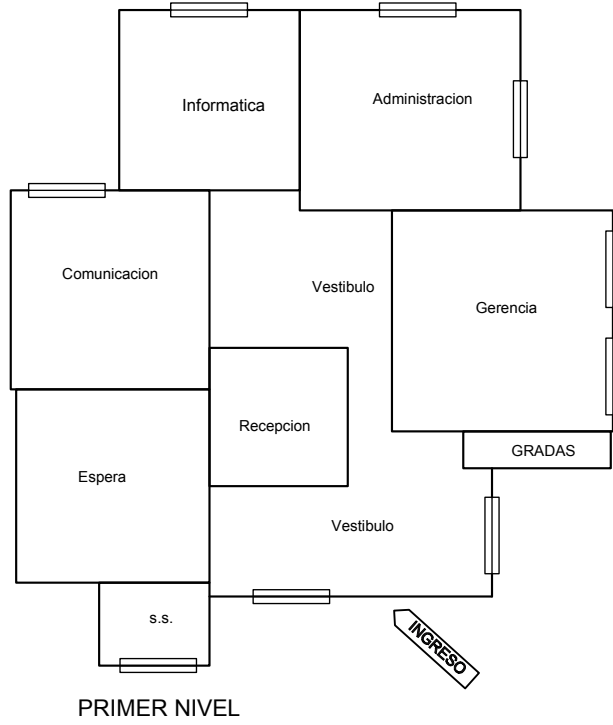 Informatica
Administracion
Comunicacion
Vestibulo
Gerencia
Recepcion
GRADAS
Espera
Vestibulo
s.s.
INGRESO
PRIMER NIVEL